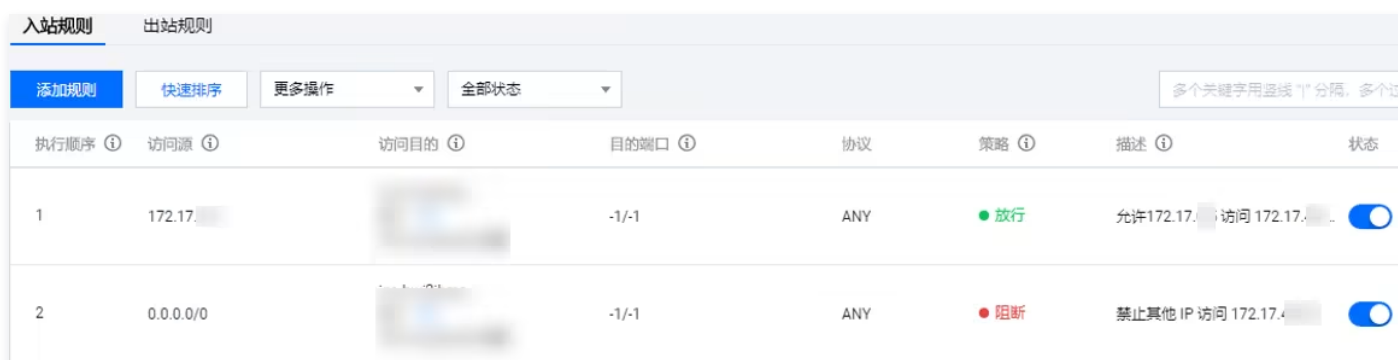 入站规则 出站规则
添加规则 快速排序 更多操作 全部状态 多个关键字用竖线 "|" 分隔，多个过
执行顺序 访问源 访问目的 目的端口 协议 策略 描述 状态
1 172.17. -1/-1 ANY 放行 允许172.17. 访问 172.17. ..
2 0.0.0.0/0 -1/-1 ANY 阻断 禁止其他 IP 访问 172.17.